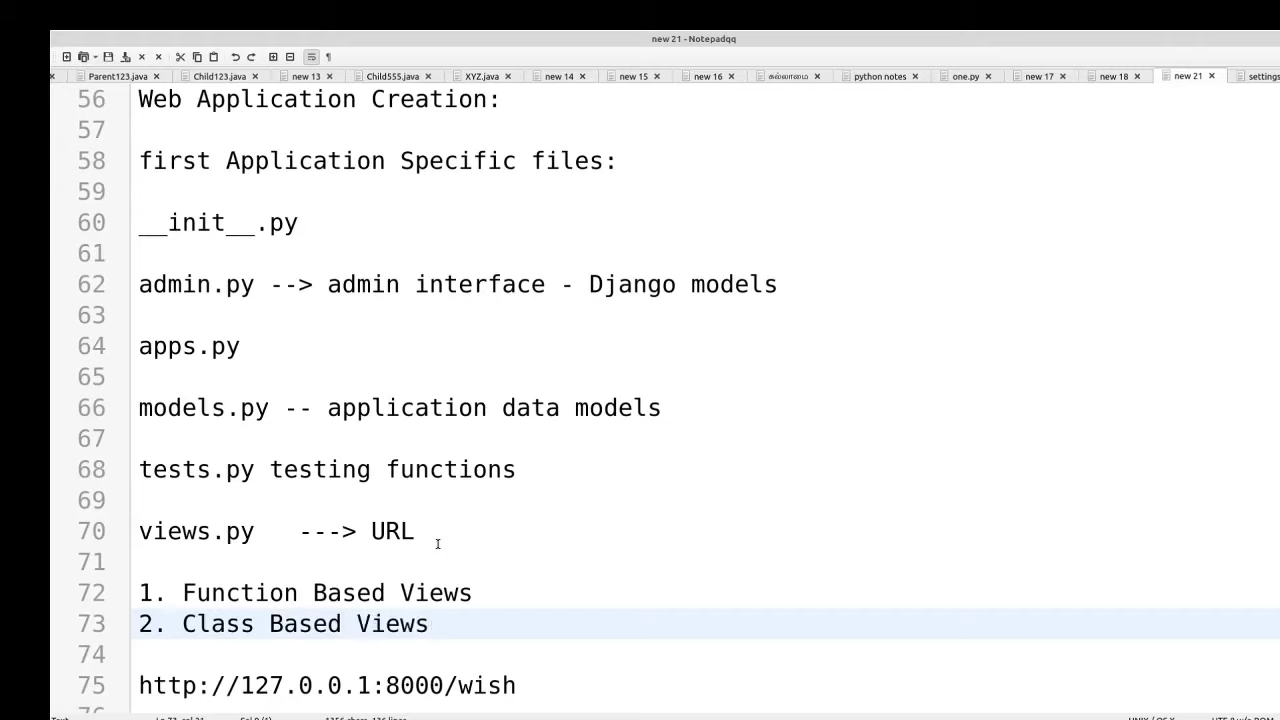 new 21 - Notepadqq
Parent123.java Child123.java new 13 Child555.java XYZ.java new 14 new 15 new 16 python notes one.py new 17 new 18 new 21 settings
56 Web Application Creation:
57
58 first Application Specific files:
59
60 __init__.py
61
62 admin.py --> admin interface - Django models
63
64 apps.py
65
66 models.py -- application data models
67
68 tests.py testing functions
69
70 views.py ---> URL
71
72 1. Function Based Views
73 2. Class Based Views
74
75 http://127.0.0.1:8000/wish